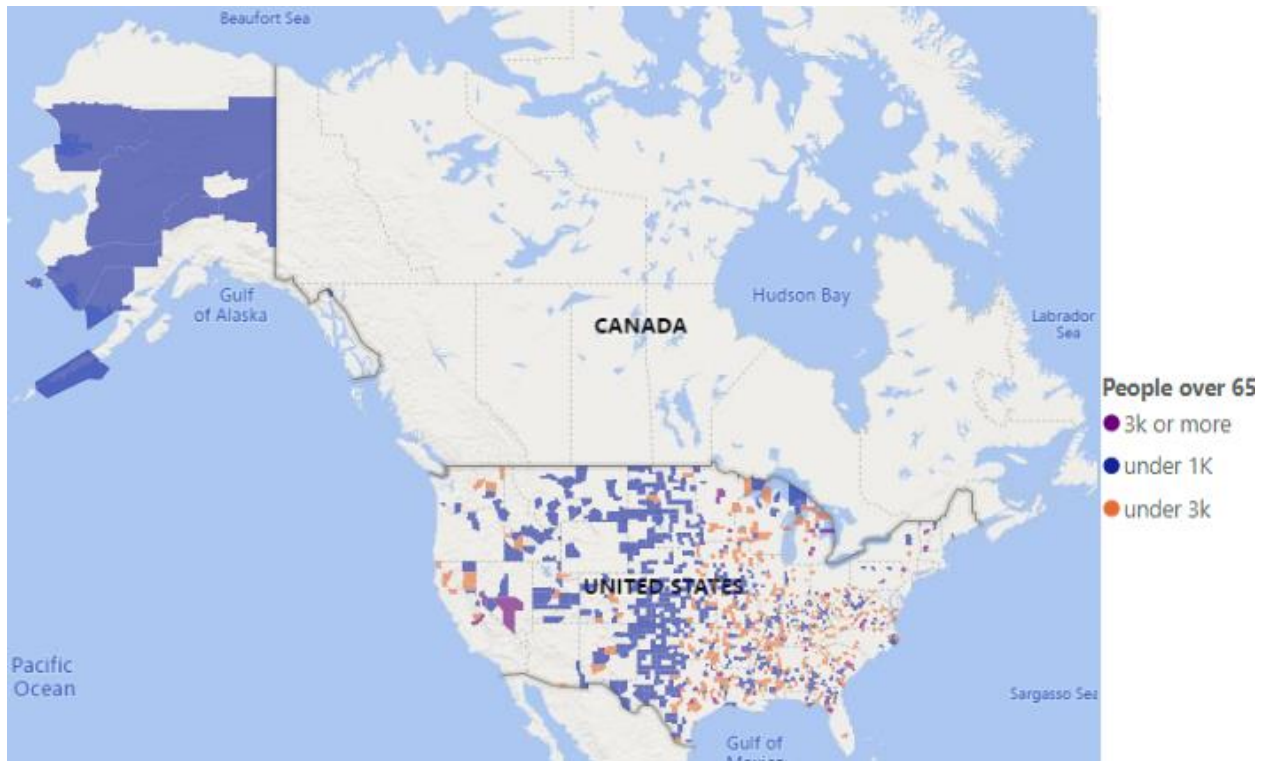 Beaufort Sea
Gulf
of Alaska
Hudson Bay
CANADA
Labrador
Sea
UNITED STATES
Pacific
Ocean
Sargasso Sea
Gulf of
Mexico
People over 65
3k or more
under 1K
under 3k